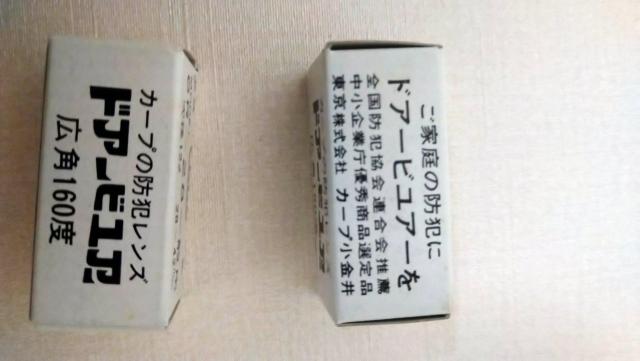 カープの防犯レンズ
ドアービュアー
広角160度
ご家庭の防犯に
ドアービュアーを
全国防犯協会連合会推薦
中小企業庁優秀商品選定品
東京株式会社 カープ小金井